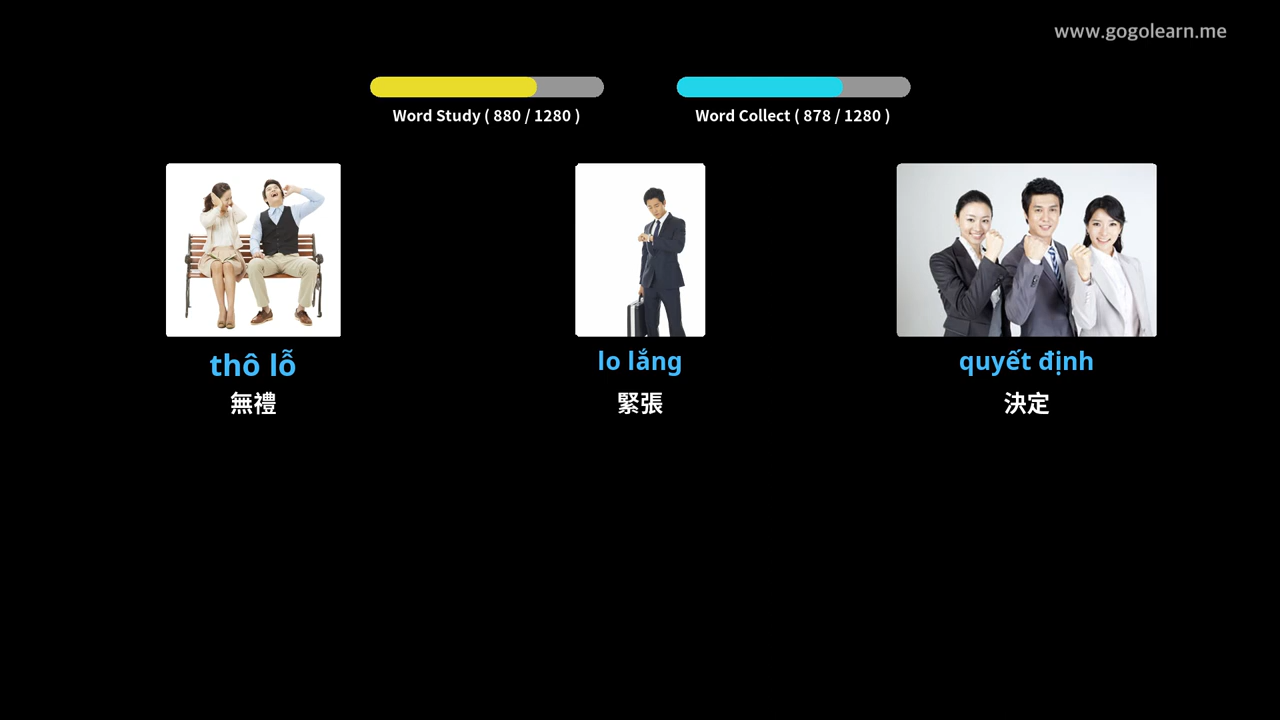 www.gogolearn.me
Word Study ( 880 / 1280 )
Word Collect ( 878 / 1280 )
thô lỗ
lo lắng
quyết định
無禮
緊張
決定